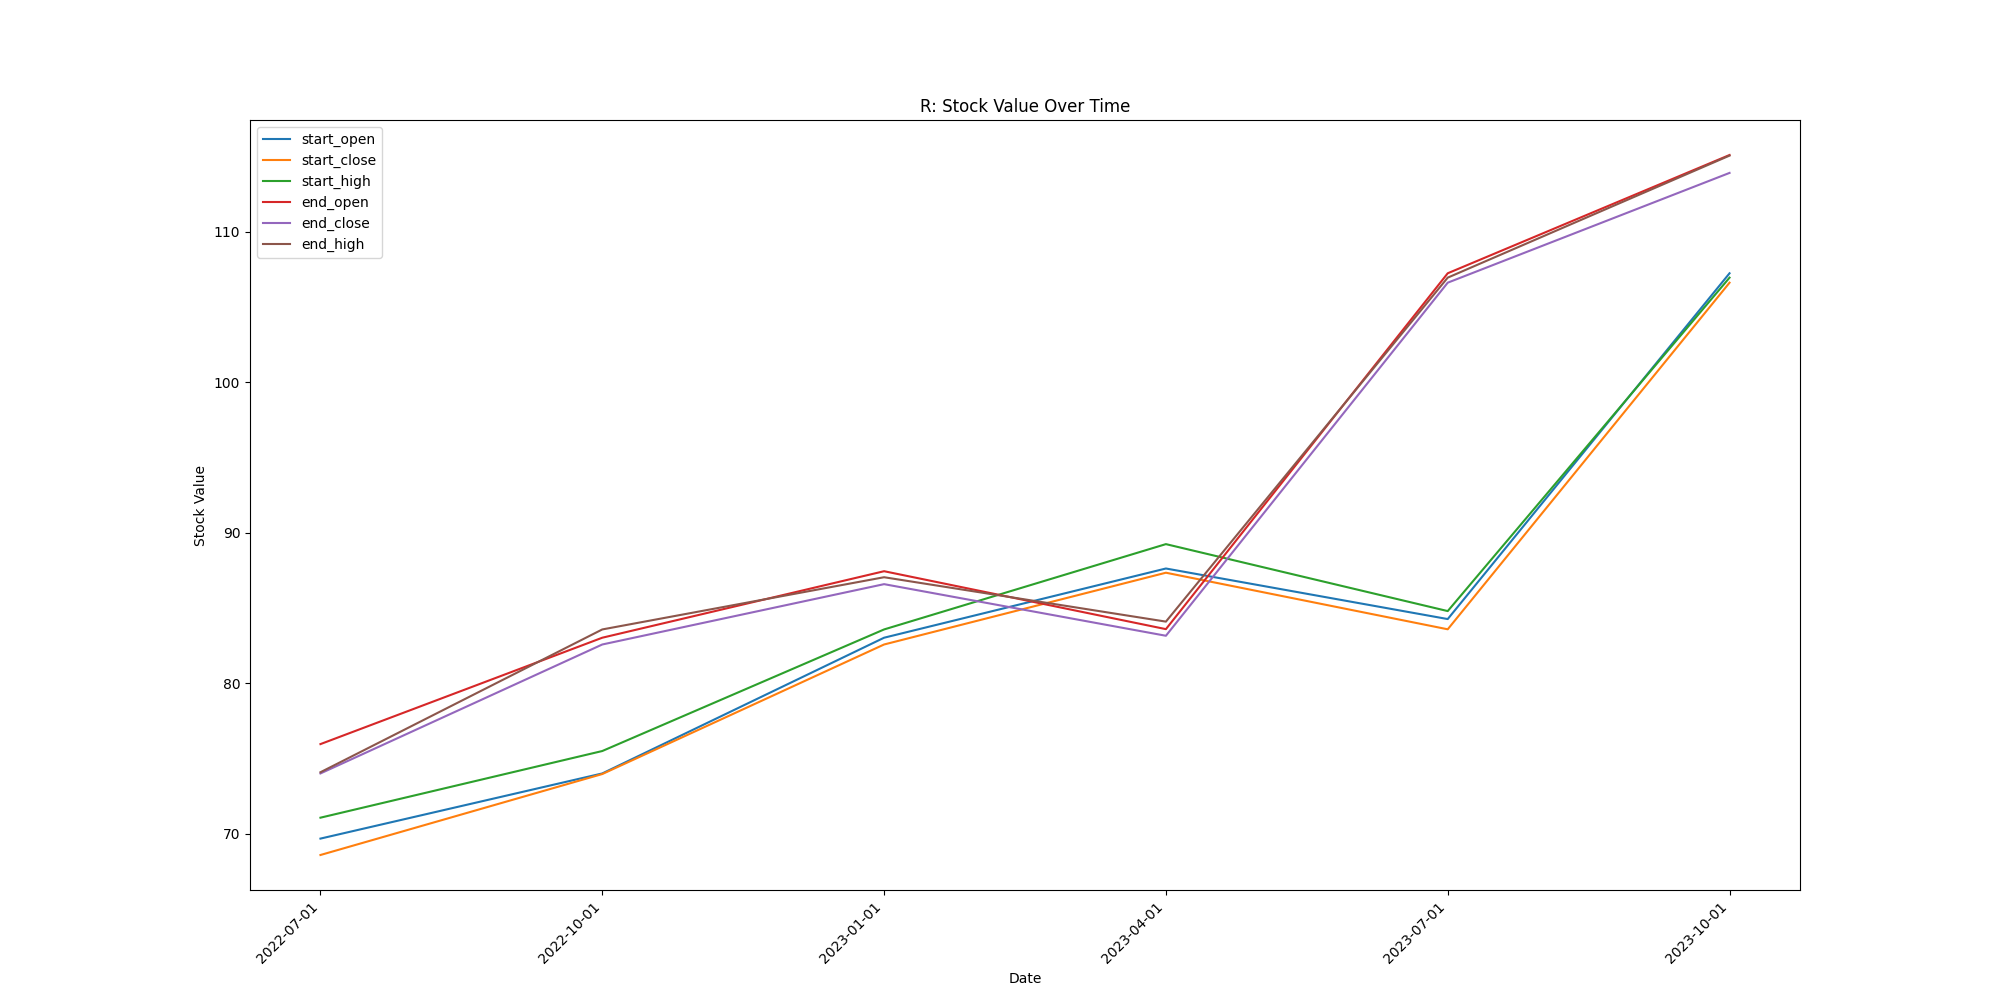 R: Stock Value Over Time
start_open
start_close
start_high
end_open
end_close
end_high
Stock Value
110
100
90
80
70
2022-07-01
2022-10-01
2023-01-01
2023-04-01
2023-07-01
2023-10-01
Date